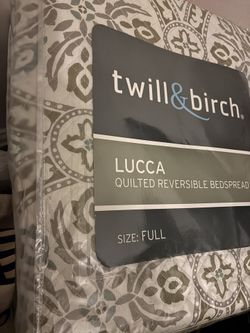 twill&birch®
LUCCA
QUILTED REVERSIBLE BEDSPREAD
SIZE: FULL